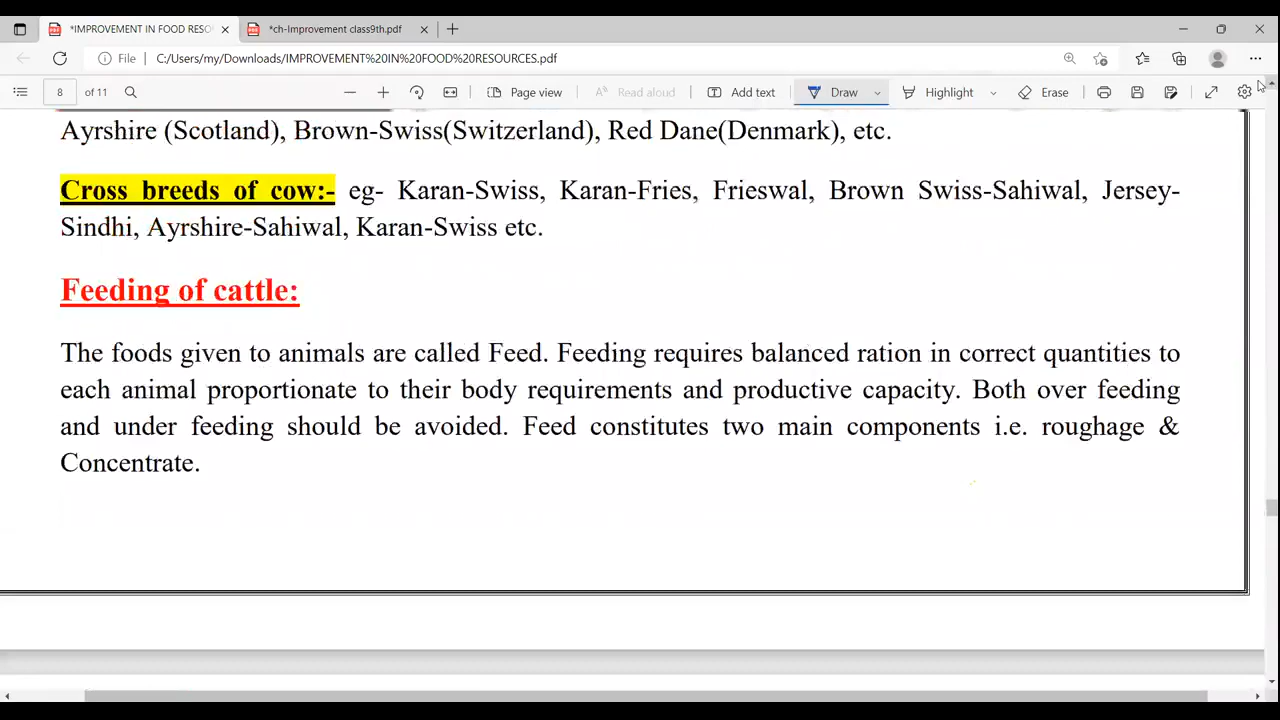 *IMPROVEMENT IN FOOD RESO
*ch-Improvement class9th.pdf
File
C:/Users/my/Downloads/IMPROVEMENT%20IN%20FOOD%20RESOURCES.pdf
8 of 11
Page view
Read aloud
Add text
Draw
Highlight
Erase
Ayrshire (Scotland), Brown-Swiss(Switzerland), Red Dane(Denmark), etc.
Cross breeds of cow:- eg- Karan-Swiss, Karan-Fries, Frieswal, Brown Swiss-Sahiwal, Jersey-
Sindhi, Ayrshire-Sahiwal, Karan-Swiss etc.
Feeding of cattle:
The foods given to animals are called Feed. Feeding requires balanced ration in correct quantities to
each animal proportionate to their body requirements and productive capacity. Both over feeding
and under feeding should be avoided. Feed constitutes two main components i.e. roughage &
Concentrate.